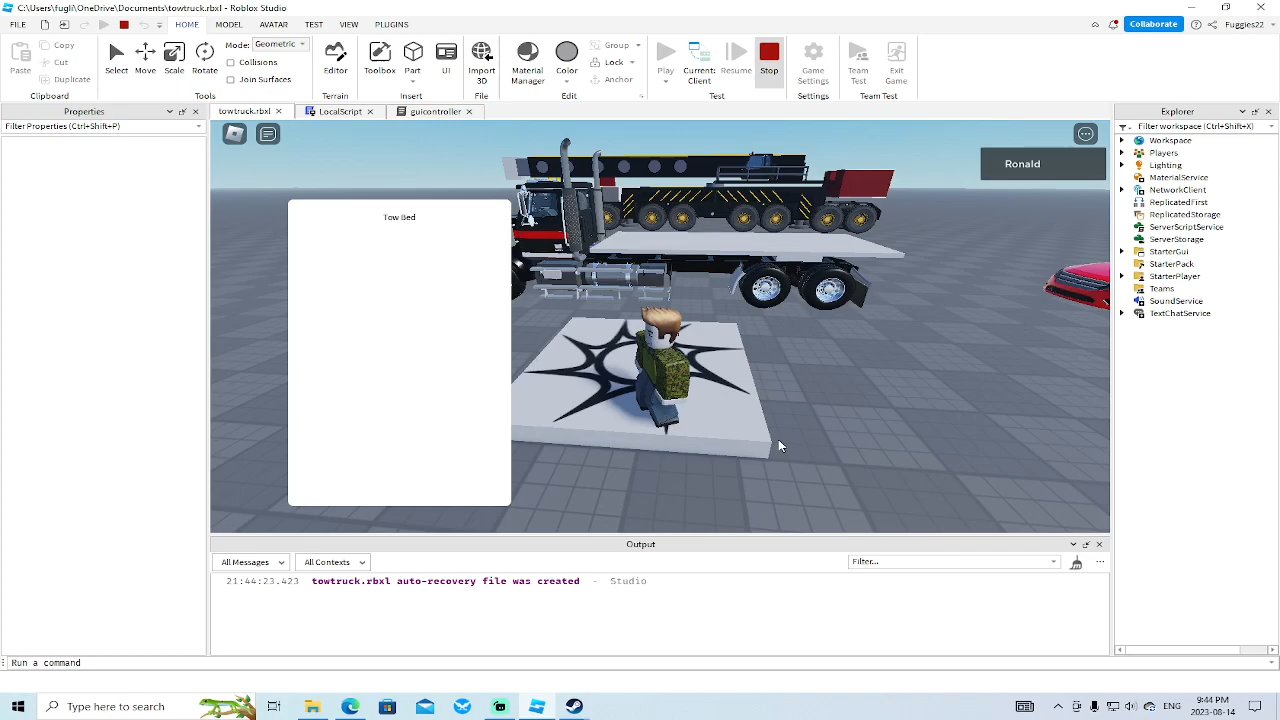 C:\Users\fugli\OneDrive\Documents\towtruck.rbxl - Roblox Studio
FILE HOME MODEL AVATAR TEST VIEW PLUGINS Collaborate Fuggies22
Paste Copy Cut Duplicate Clipboard
Select Move Scale Rotate Mode: Geometric Collisions Join Surfaces Tools
Editor Terrain
Toolbox Part UI Insert
Import 3D File
Material Manager Color Group Lock Anchor Edit
Play Current: Client Resume Stop Test
Game Settings Settings
Team Test Exit Game Team Test
Properties
Filter Properties (Ctrl+Shift+P)
towtruck.rbxl LocalScript guicontroller
Ronald
Tow Bed
Explorer
Filter workspace (Ctrl+Shift+X)
Workspace
Players
Lighting
MaterialService
NetworkClient
ReplicatedFirst
ReplicatedStorage
ServerScriptService
ServerStorage
StarterGui
StarterPack
StarterPlayer
Teams
SoundService
TextChatService
Output
All Messages All Contexts Filter...
21:44:23.423 towtruck.rbxl auto-recovery file was created - Studio
Run a command
Type here to search
ENG 9:44 PM
2023-08-14